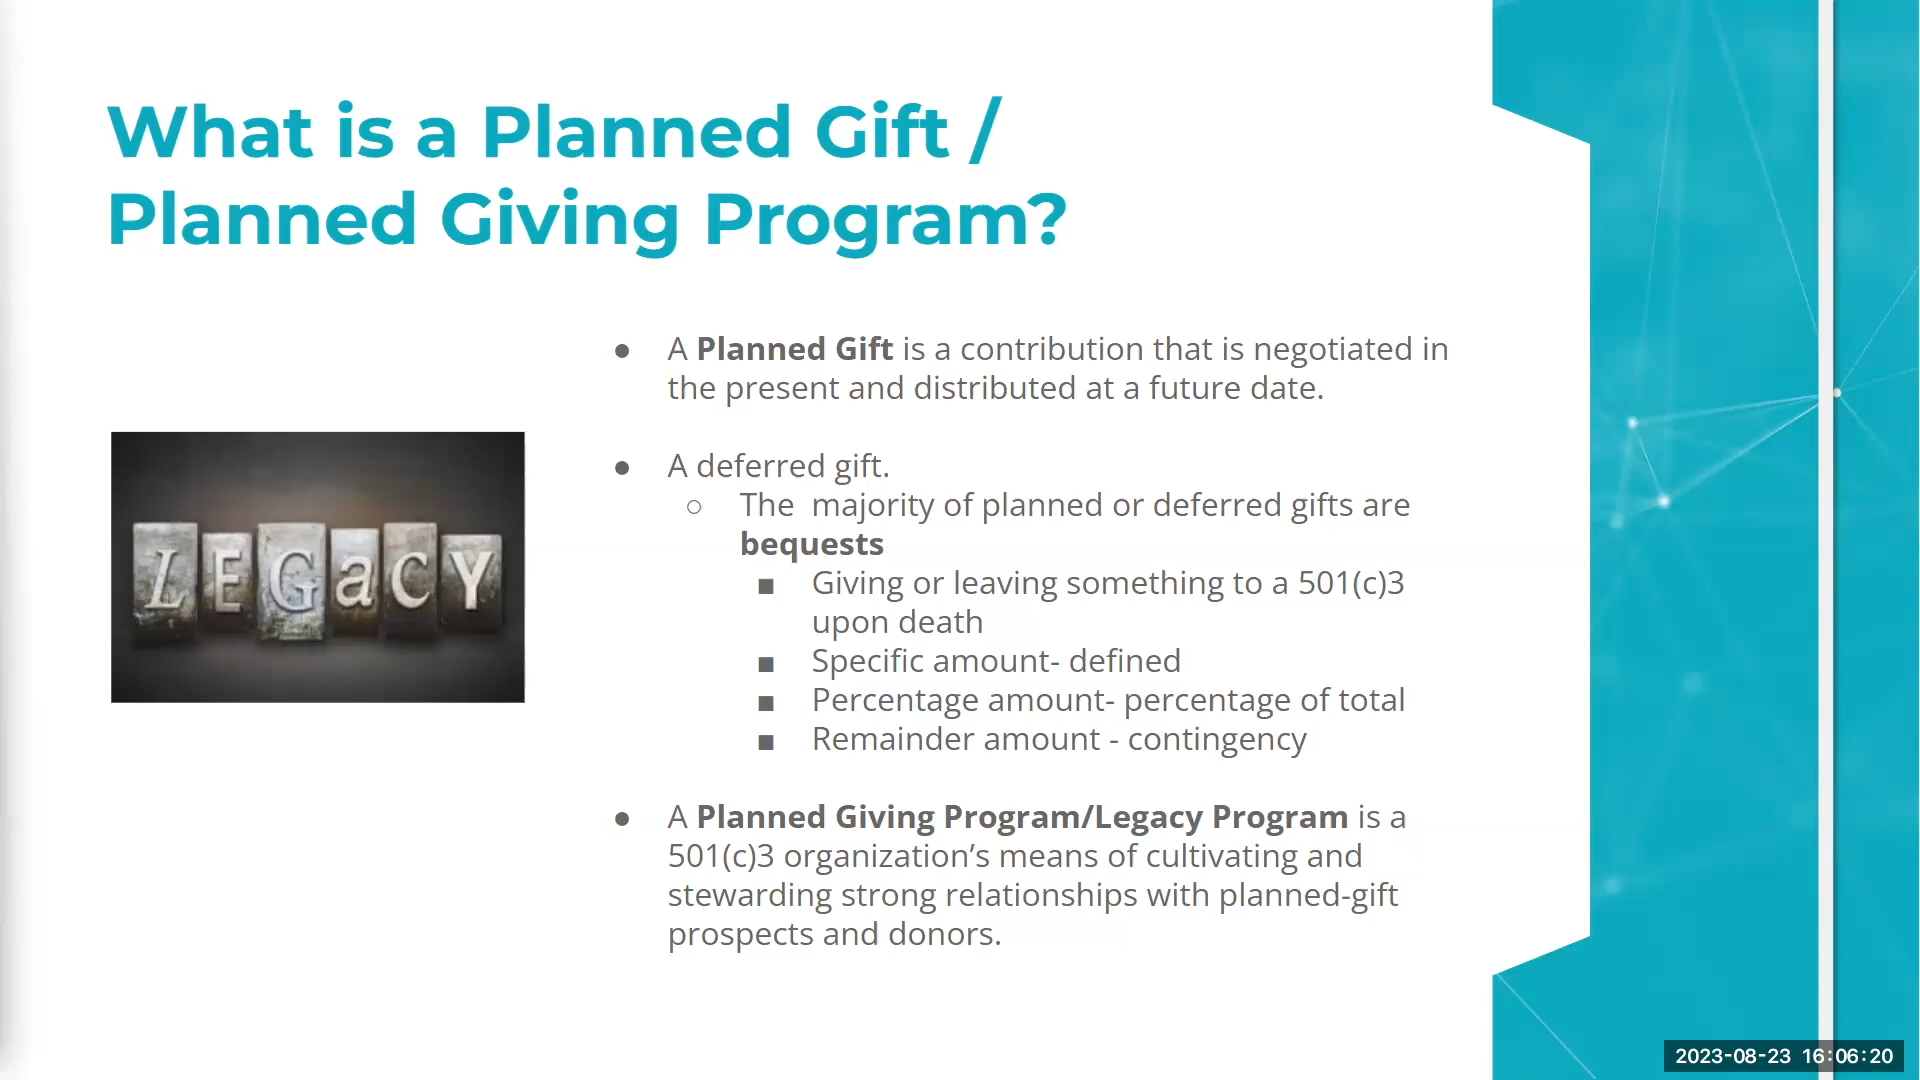 What is a Planned Gift /
Planned Giving Program?
● A Planned Gift is a contribution that is negotiated in
the present and distributed at a future date.
● A deferred gift.
○ The  majority of planned or deferred gifts are
bequests
■ Giving or leaving something to a 501(c)3
upon death
■ Specific amount- defined
■ Percentage amount- percentage of total
■ Remainder amount - contingency
● A Planned Giving Program/Legacy Program is a
501(c)3 organization’s means of cultivating and
stewarding strong relationships with planned-gift
prospects and donors.
LEGaCY
2023-08-23 16:06:20